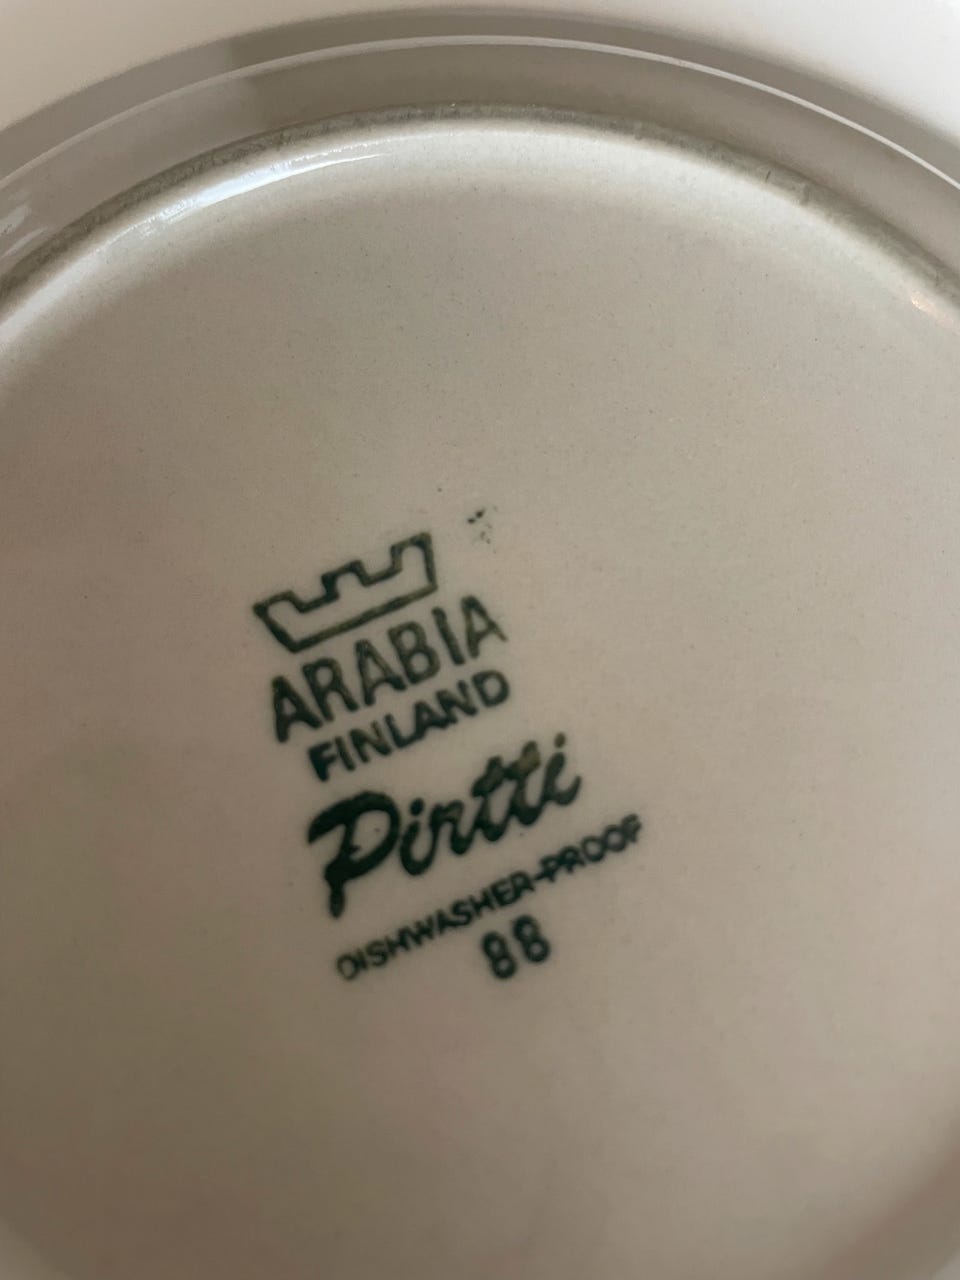 ARABIA
FINLAND
Pirtti
DISHWASHER-PROOF
88